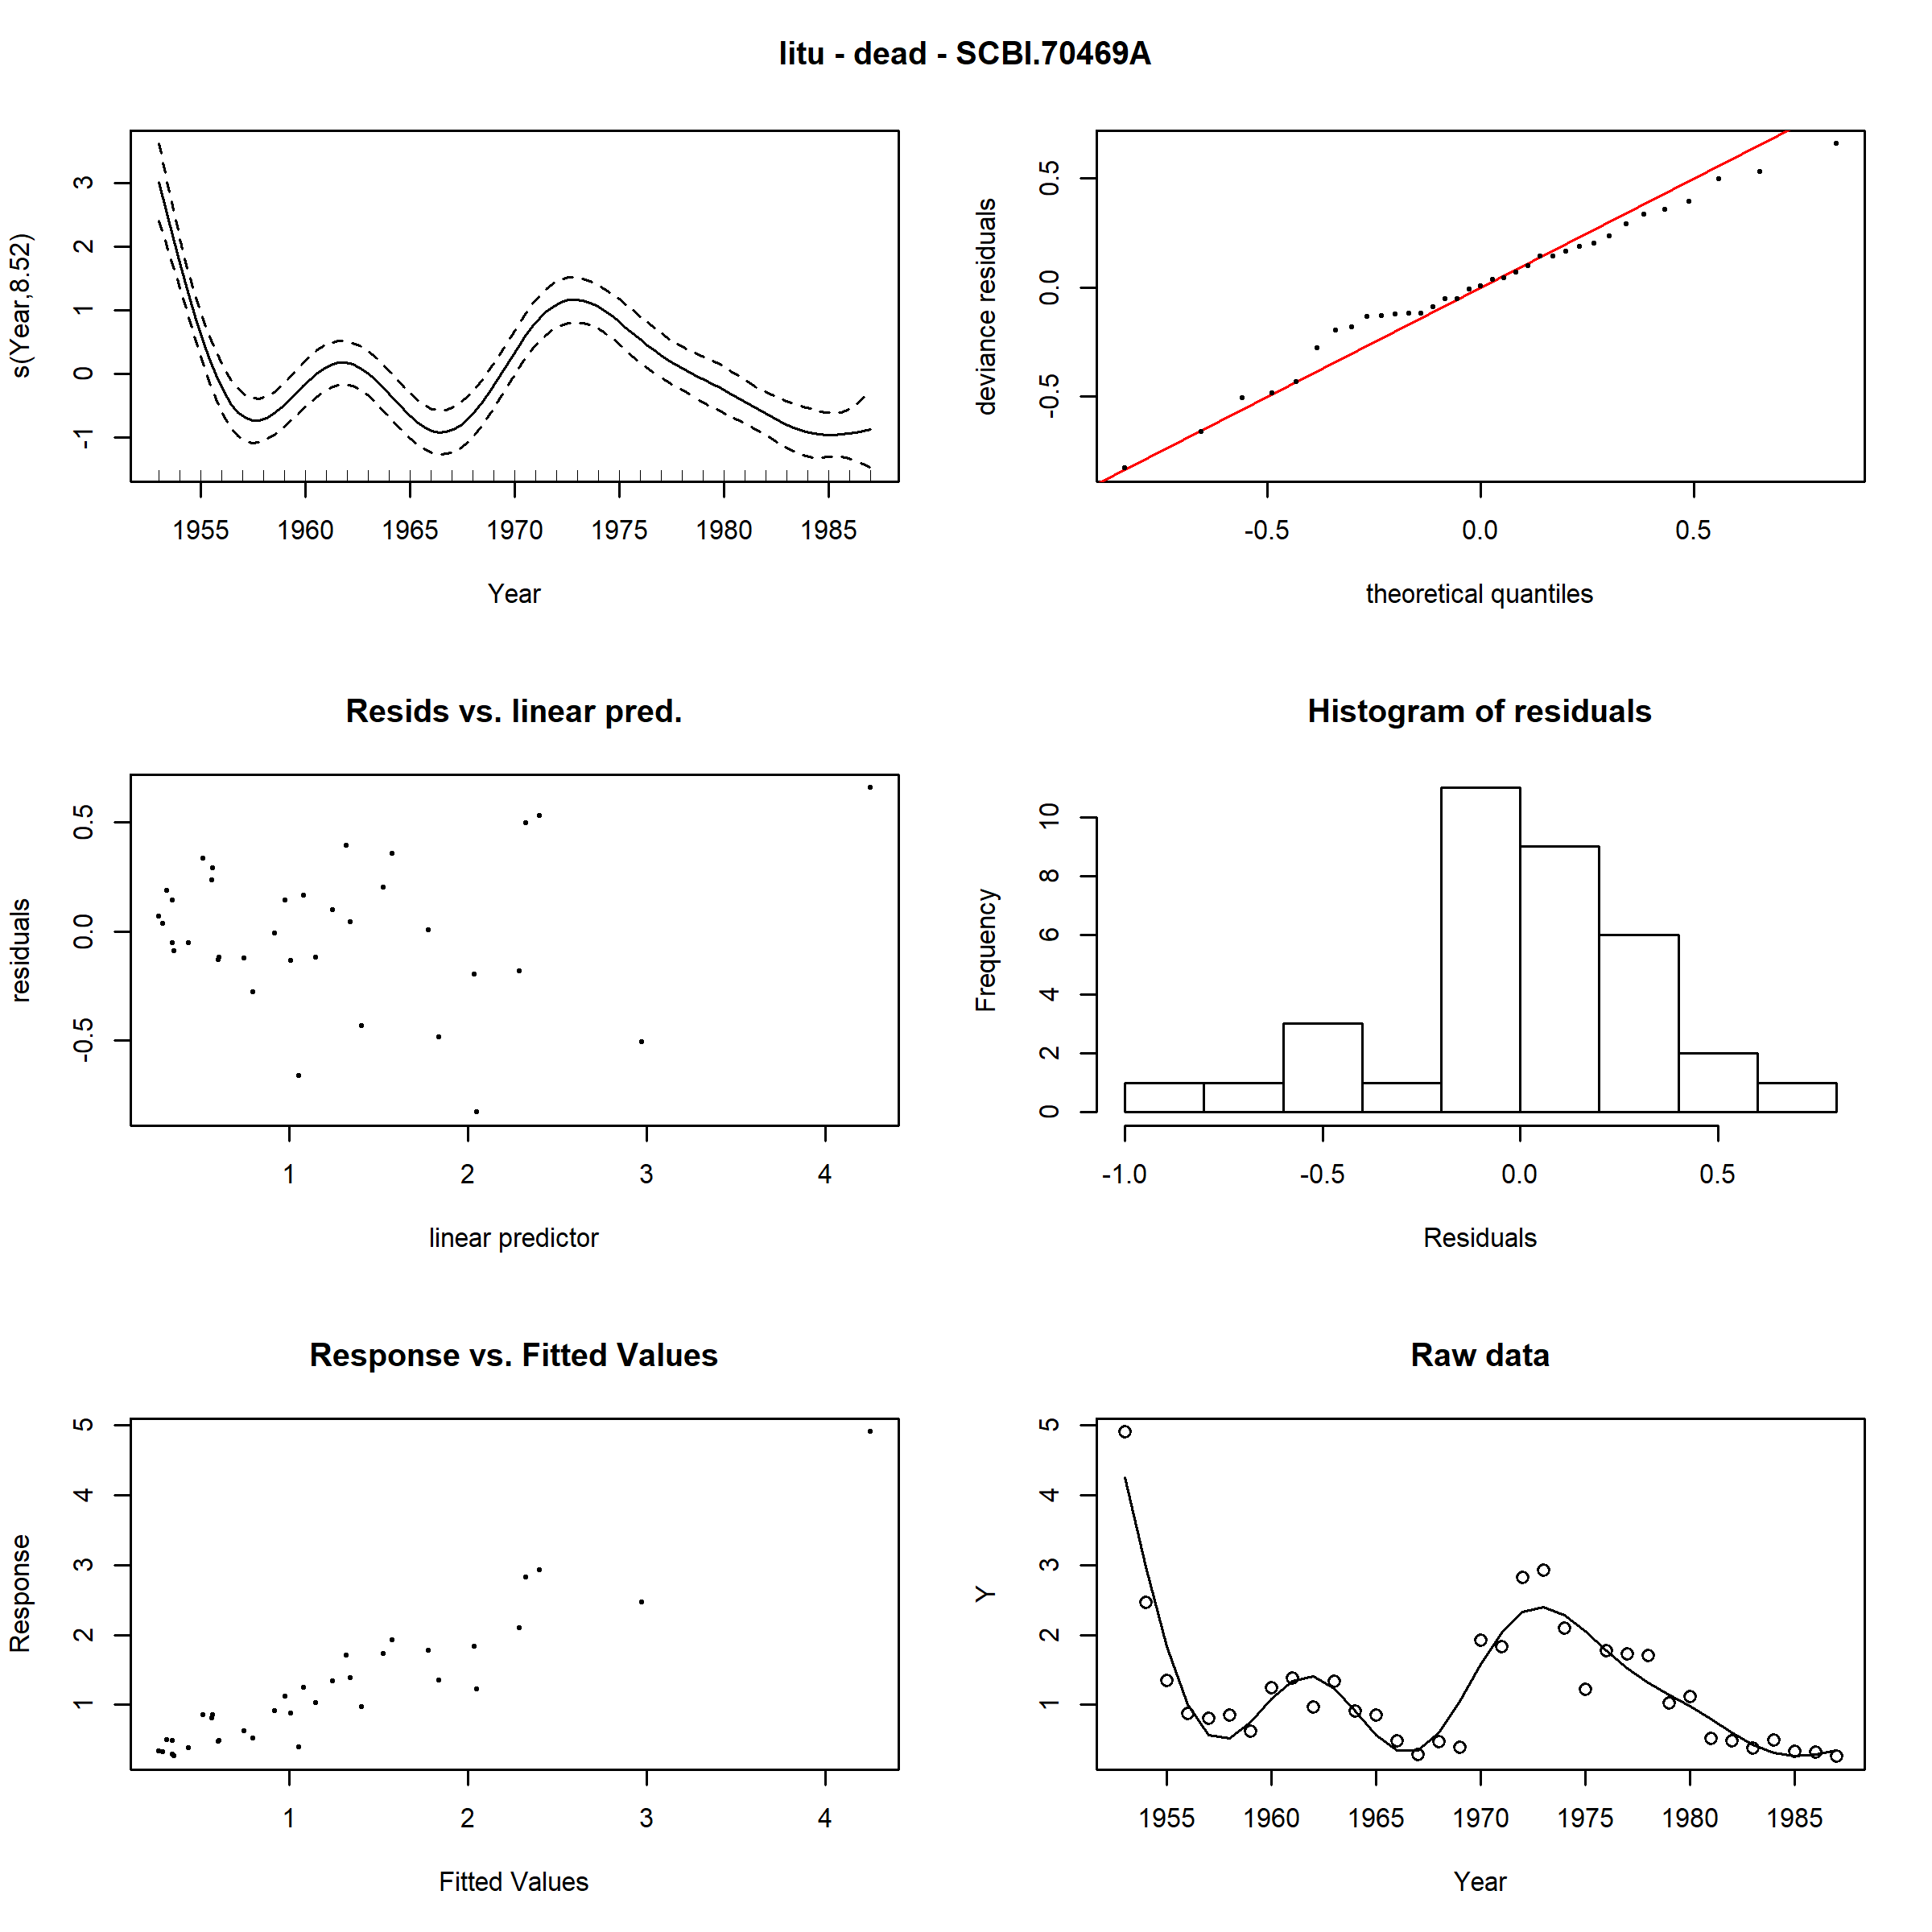 litu - dead - SCBI.70469A
s(Year,8.52)
3
2
1
0
-1
1955 1960 1965 1970 1975 1980 1985
Year
deviance residuals
0.5
0.0
-0.5
-0.5 0.0 0.5
theoretical quantiles
Resids vs. linear pred.
residuals
0.5
0.0
-0.5
1 2 3 4
linear predictor
Histogram of residuals
Frequency
10
8
6
4
2
0
-1.0 -0.5 0.0 0.5
Residuals
Response vs. Fitted Values
Response
5
4
3
2
1
1 2 3 4
Fitted Values
Raw data
Y
5
4
3
2
1
1955 1960 1965 1970 1975 1980 1985
Year